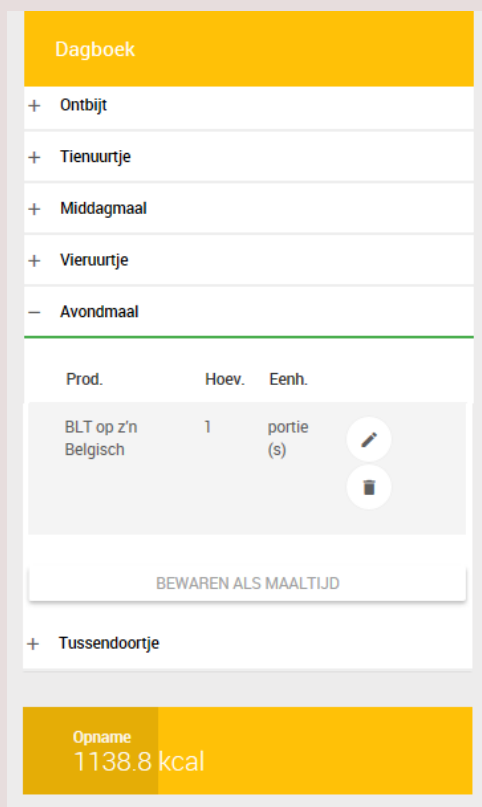 Dagboek
+ Ontbijt
+ Tienuurtje
+ Middagmaal
+ Vieruurtje
– Avondmaal
Prod. Hoev. Eenh.
BLT op z'n 1 portie
Belgisch (s)
BEWAREN ALS MAALTIJD
+ Tussendoortje
Opname
1138.8 kcal